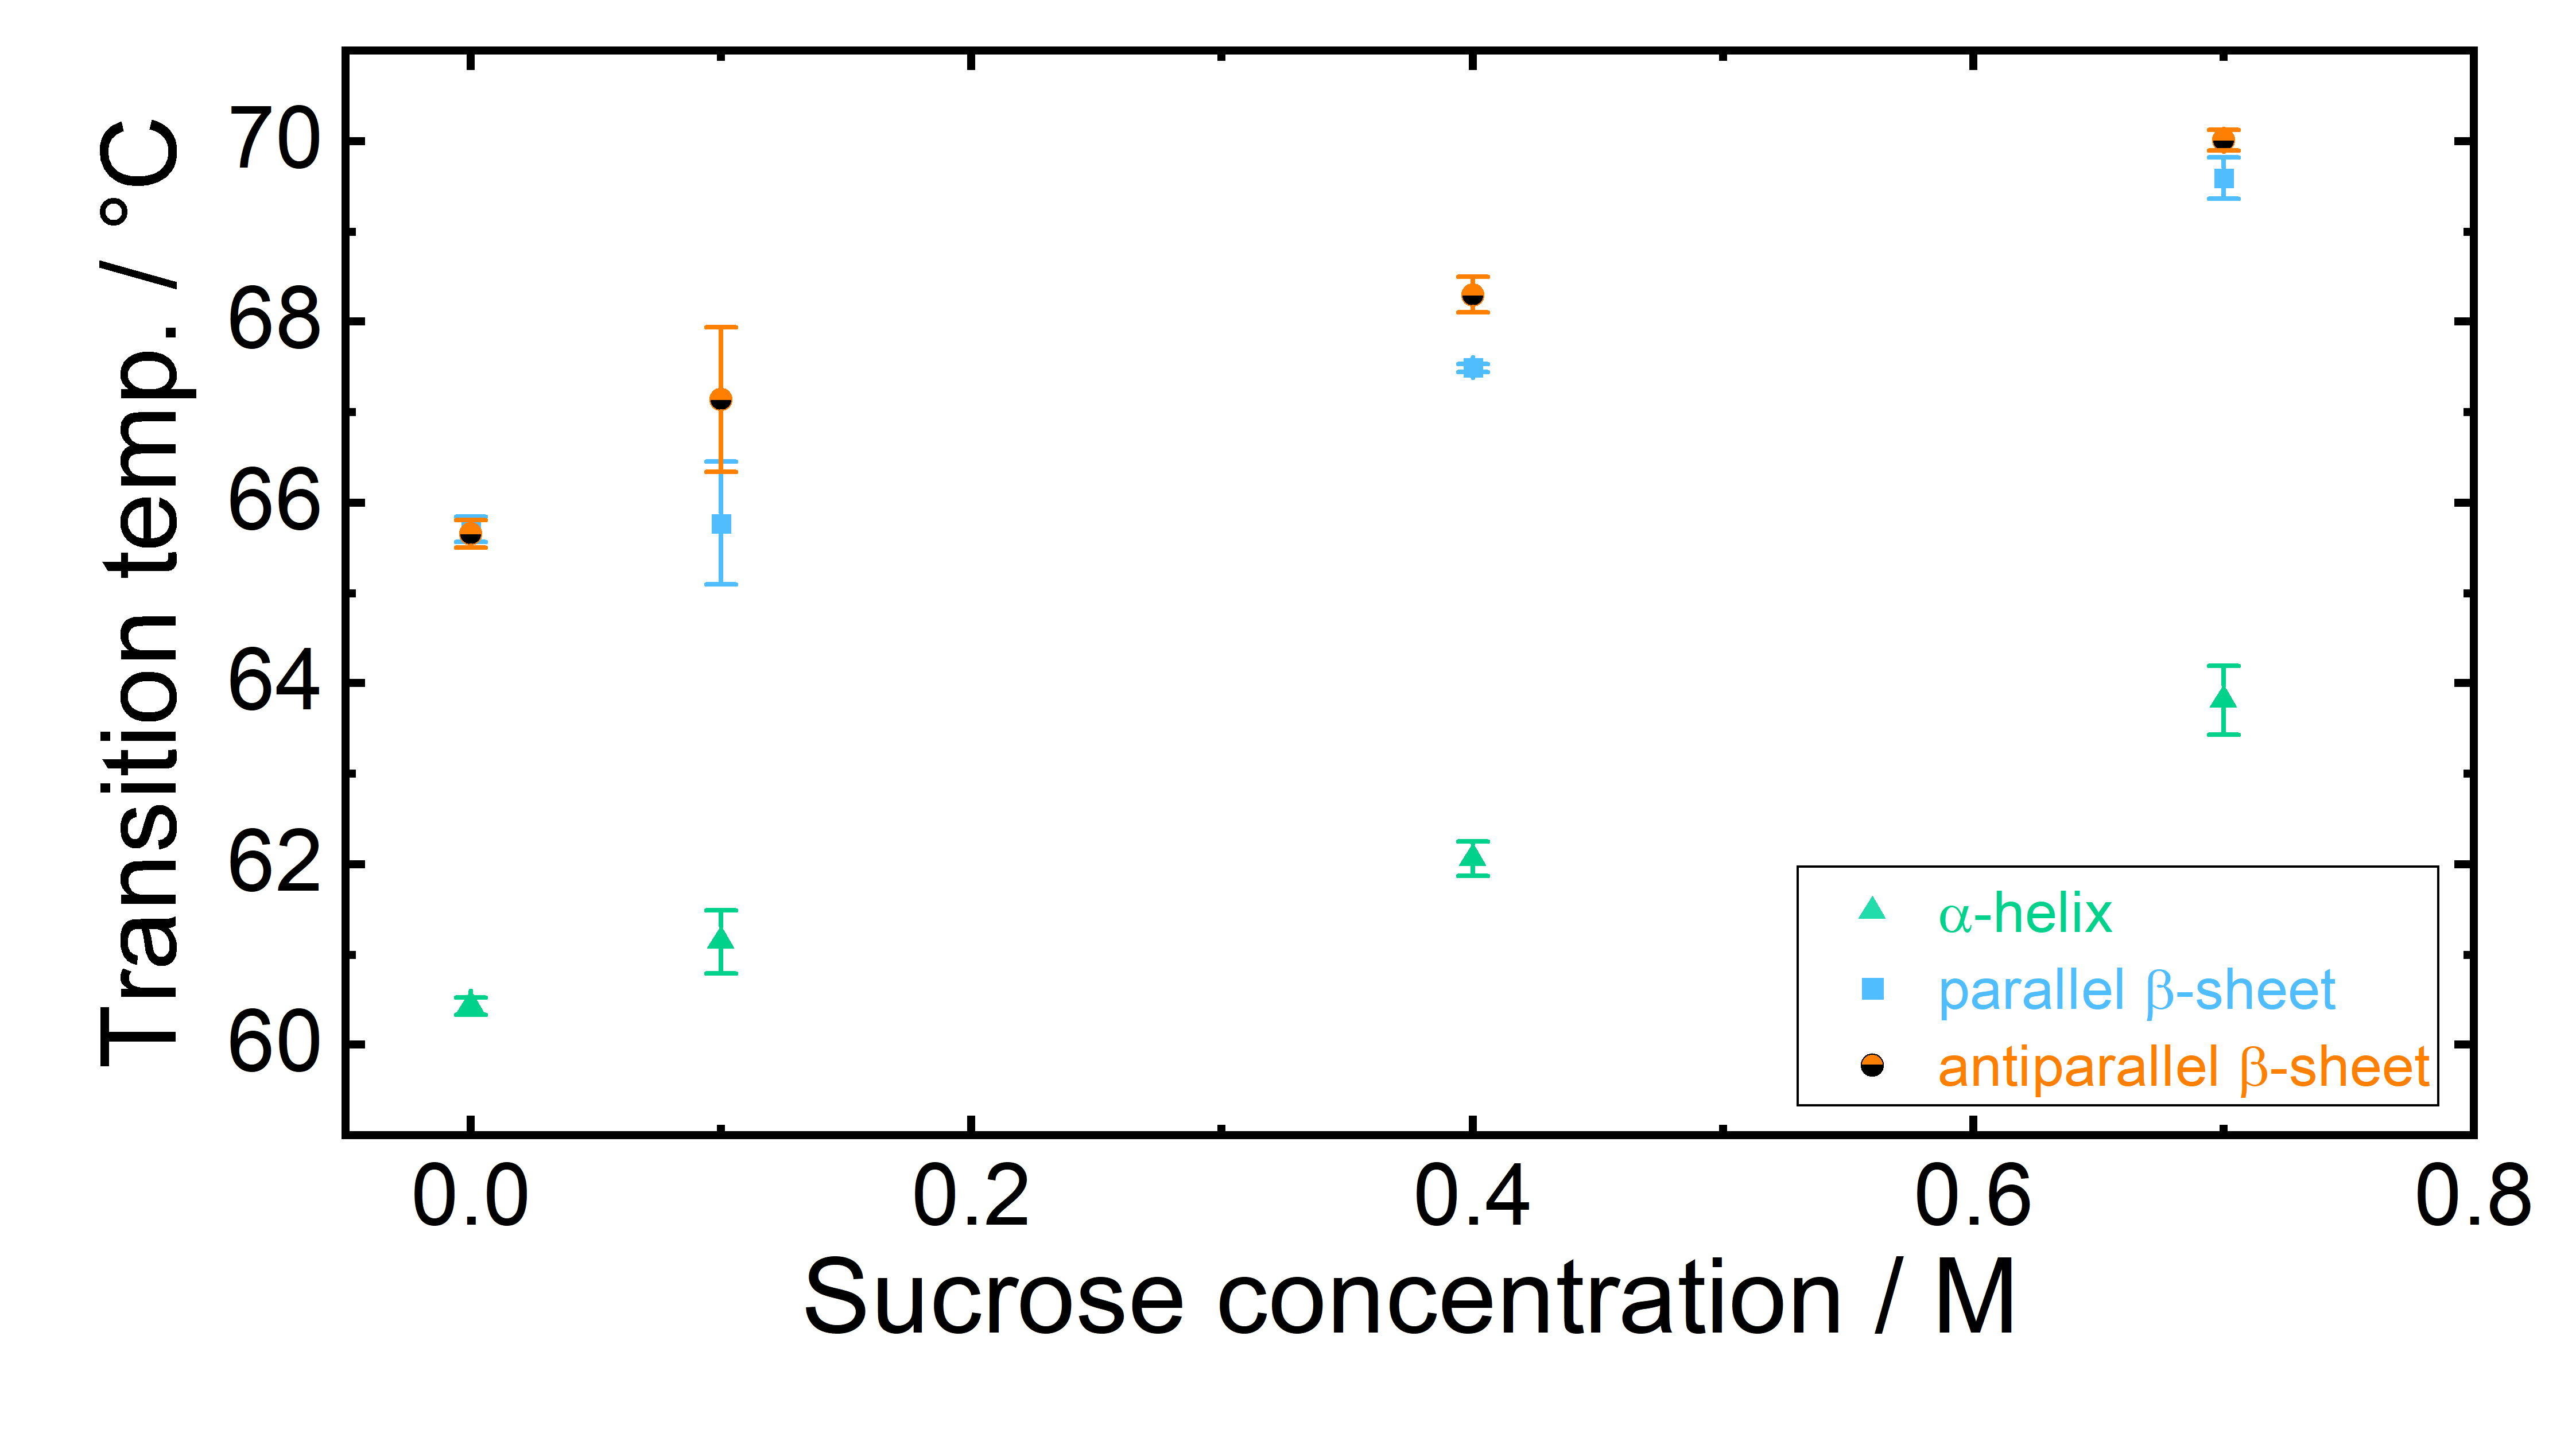 Transition temp. / °C
70
68
66
64
62
60
α-helix
parallel β-sheet
antiparallel β-sheet
0.0 0.2 0.4 0.6 0.8
Sucrose concentration / M